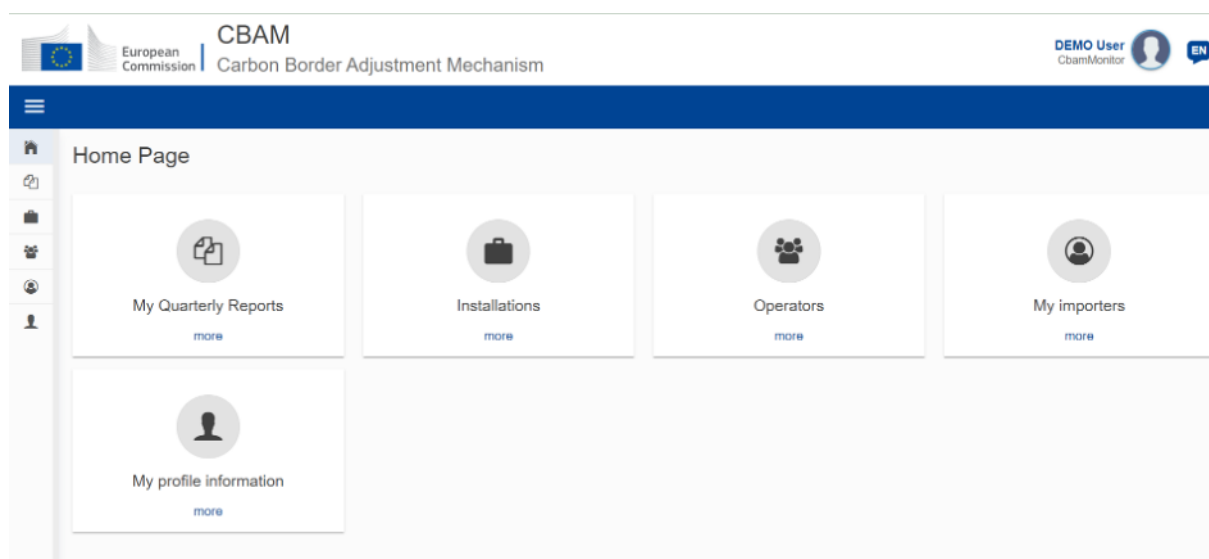 CBAM
European
Commission
Carbon Border Adjustment Mechanism
DEMO User
CbamMonitor
EN
Home Page
My Quarterly Reports
Installations
Operators
My importers
more
more
more
more
My profile information
more